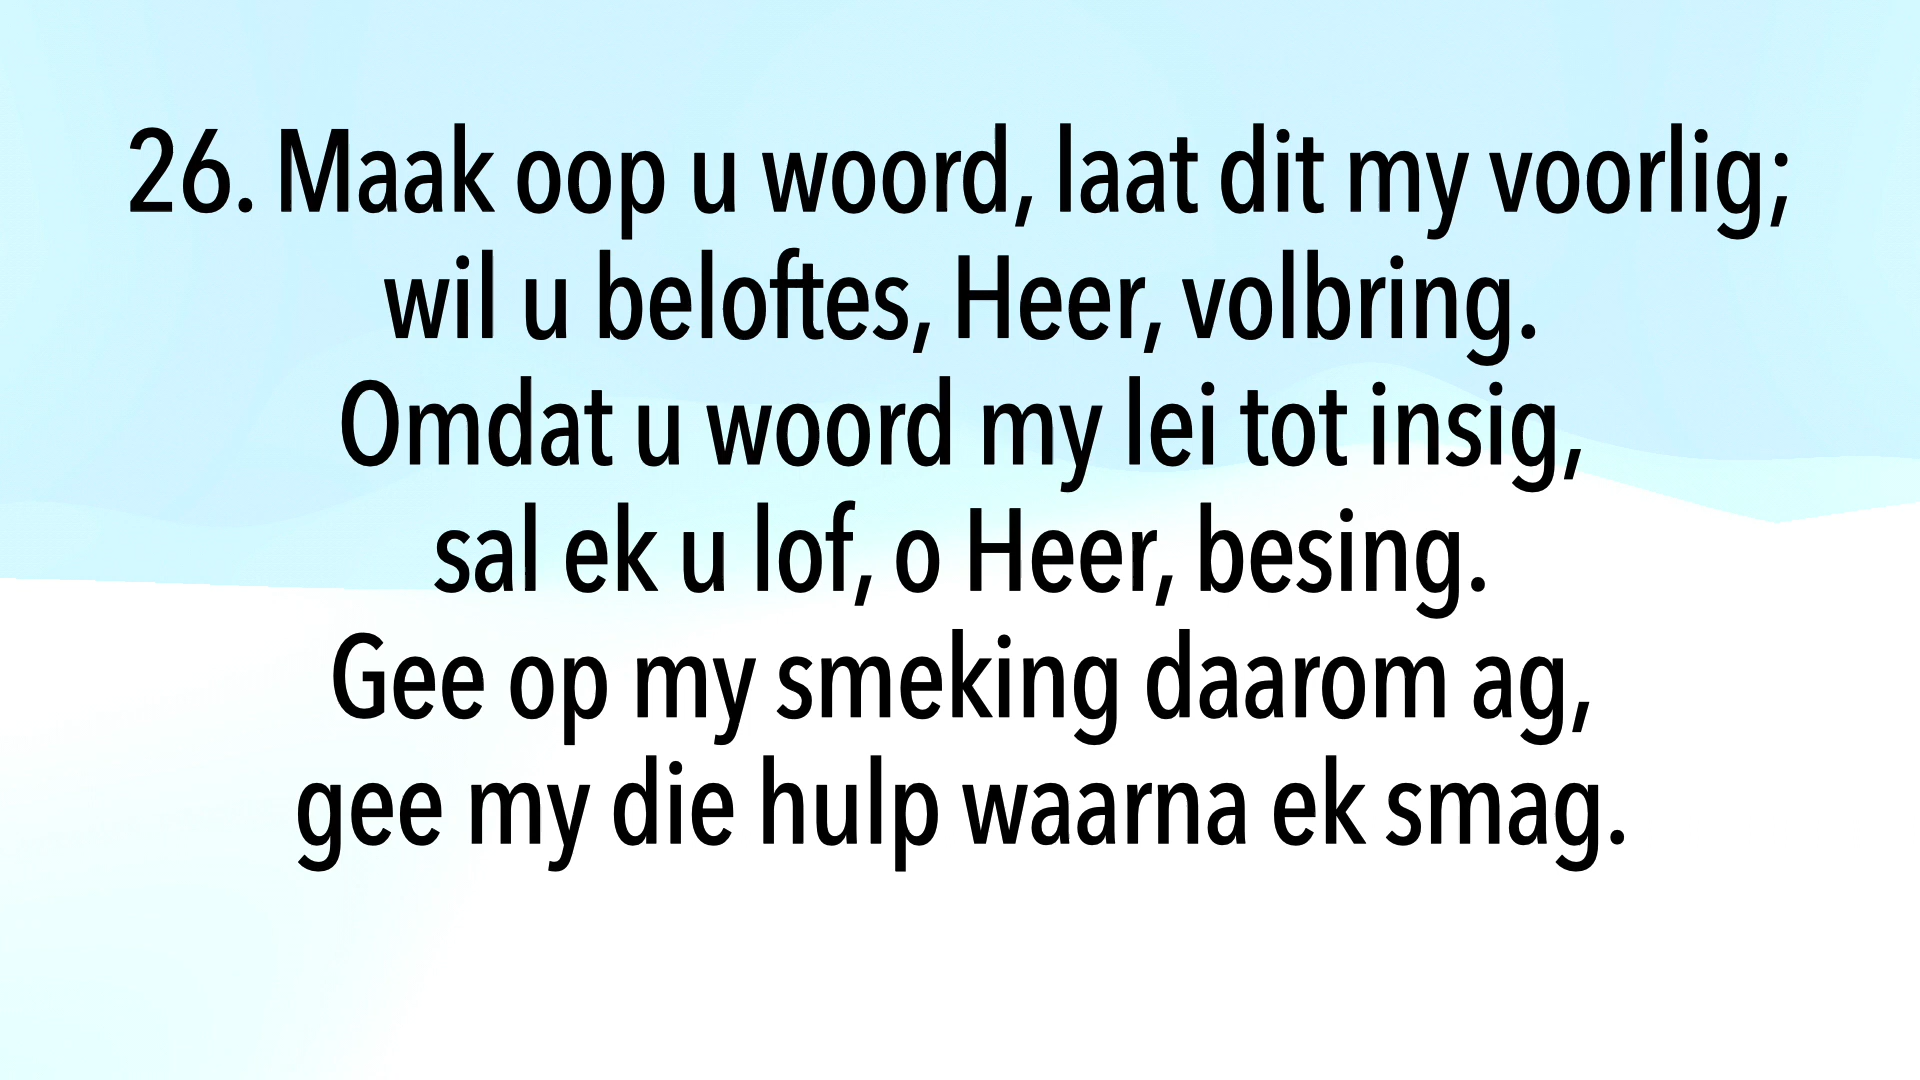 26. Maak oop u woord, laat dit my voorlig;
wil u beloftes, Heer, volbring.
Omdat u woord my lei tot insig,
sal ek u lof, o Heer, besing.
Gee op my smeking daarom ag,
gee my die hulp waarna ek smag.